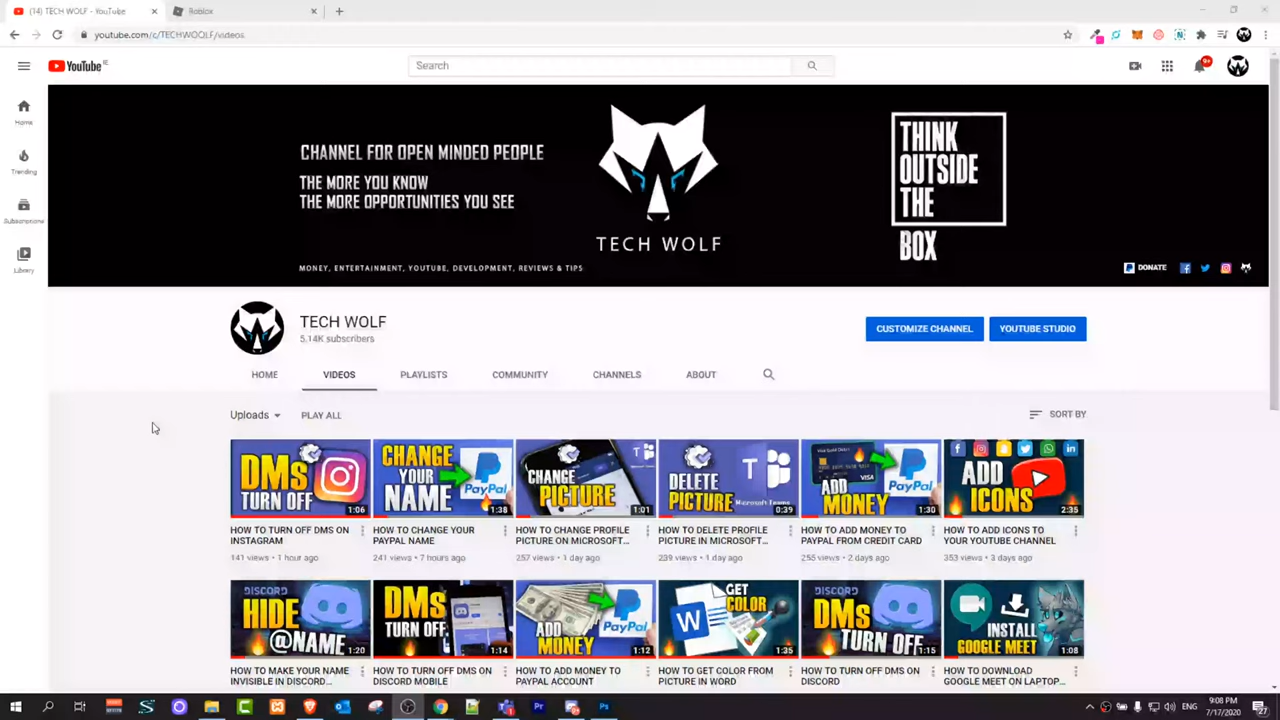 (14) TECH WOLF - YouTube
Roblox
youtube.com/c/TECHWOOLF/videos
YouTube IE
Search
9+
Home
Trending
Subscriptions
Library
CHANNEL FOR OPEN MINDED PEOPLE
THE MORE YOU KNOW
THE MORE OPPORTUNITIES YOU SEE
MONEY, ENTERTAINMENT, YOUTUBE, DEVELOPMENT, REVIEWS & TIPS
TECH WOLF
THINK
OUTSIDE
THE
BOX
DONATE
TECH WOLF
5.14K subscribers
CUSTOMIZE CHANNEL
YOUTUBE STUDIO
HOME
VIDEOS
PLAYLISTS
COMMUNITY
CHANNELS
ABOUT
Uploads
PLAY ALL
SORT BY
DMs
TURN OFF
1:06
CHANGE
YOUR
NAME
PayPal
1:38
CHANGE
PICTURE
1:01
DELETE
PICTURE
Microsoft Teams
0:39
VISA
ADD
MONEY
PayPal
1:30
ADD
ICONS
2:35
HOW TO TURN OFF DMS ON
INSTAGRAM
141 views • 1 hour ago
HOW TO CHANGE YOUR
PAYPAL NAME
241 views • 7 hours ago
HOW TO CHANGE PROFILE
PICTURE ON MICROSOFT...
257 views • 1 day ago
HOW TO DELETE PROFILE
PICTURE IN MICROSOFT...
239 views • 1 day ago
HOW TO ADD MONEY TO
PAYPAL FROM CREDIT CARD
255 views • 2 days ago
HOW TO ADD ICONS TO
YOUR YOUTUBE CHANNEL
353 views • 3 days ago
DISCORD
HIDE
@NAME
1:20
DMs
TURN OFF
1:14
ADD
MONEY
PayPal
1:12
GET
COLOR
1:35
DISCORD
DMs
TURN OFF
1:15
INSTALL
GOOGLE MEET
1:08
HOW TO MAKE YOUR NAME
INVISIBLE IN DISCORD...
HOW TO TURN OFF DMS ON
DISCORD MOBILE
HOW TO ADD MONEY TO
PAYPAL ACCOUNT
HOW TO GET COLOR FROM
PICTURE IN WORD
HOW TO TURN OFF DMS ON
DISCORD
HOW TO DOWNLOAD
GOOGLE MEET ON LAPTOP...
ENG
9:08 PM
7/17/2020
27